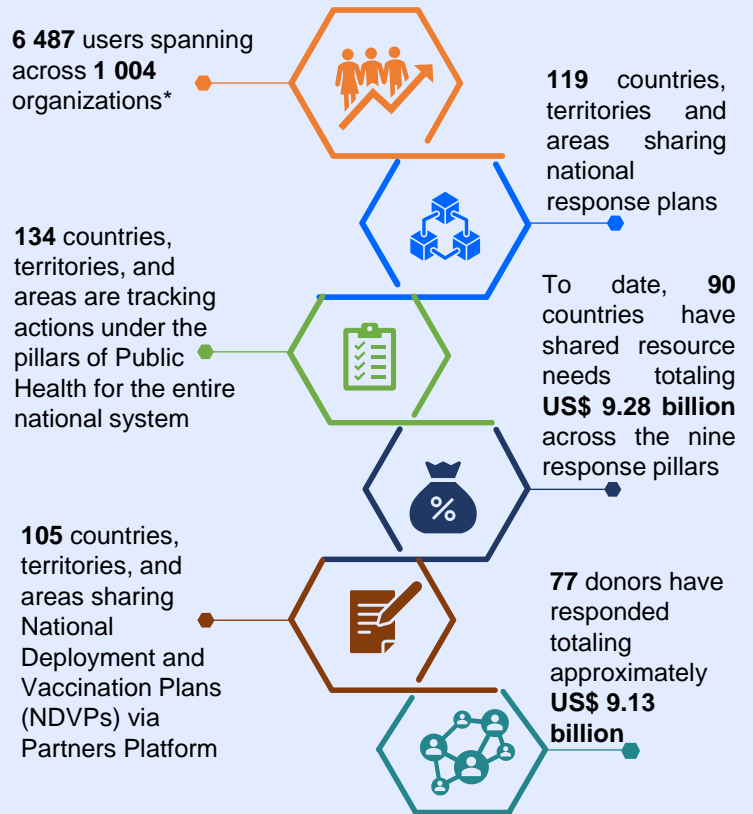 6 487 users spanning
across 1 004
organizations*
119 countries,
territories and
areas sharing
national
response plans
134 countries,
territories, and
areas are tracking
actions under the
pillars of Public
Health for the entire
national system
To date, 90
countries have
shared resource
needs totaling
US$ 9.28 billion
across the nine
response pillars
%
105 countries,
territories, and
areas sharing
National
Deployment and
Vaccination Plans
(NDVPs) via
Partners Platform
77 donors have
responded
totaling
approximately
US$ 9.13
billion